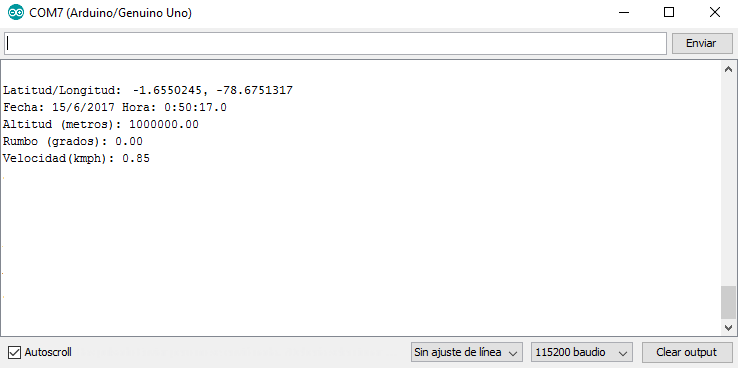 COM7 (Arduino/Genuino Uno)
Enviar
Latitud/Longitud: -1.6550245, -78.6751317
Fecha: 15/6/2017 Hora: 0:50:17.0
Altitud (metros): 1000000.00
Rumbo (grados): 0.00
Velocidad(kmph): 0.85
Autoscroll
Sin ajuste de línea
115200 baudio
Clear output